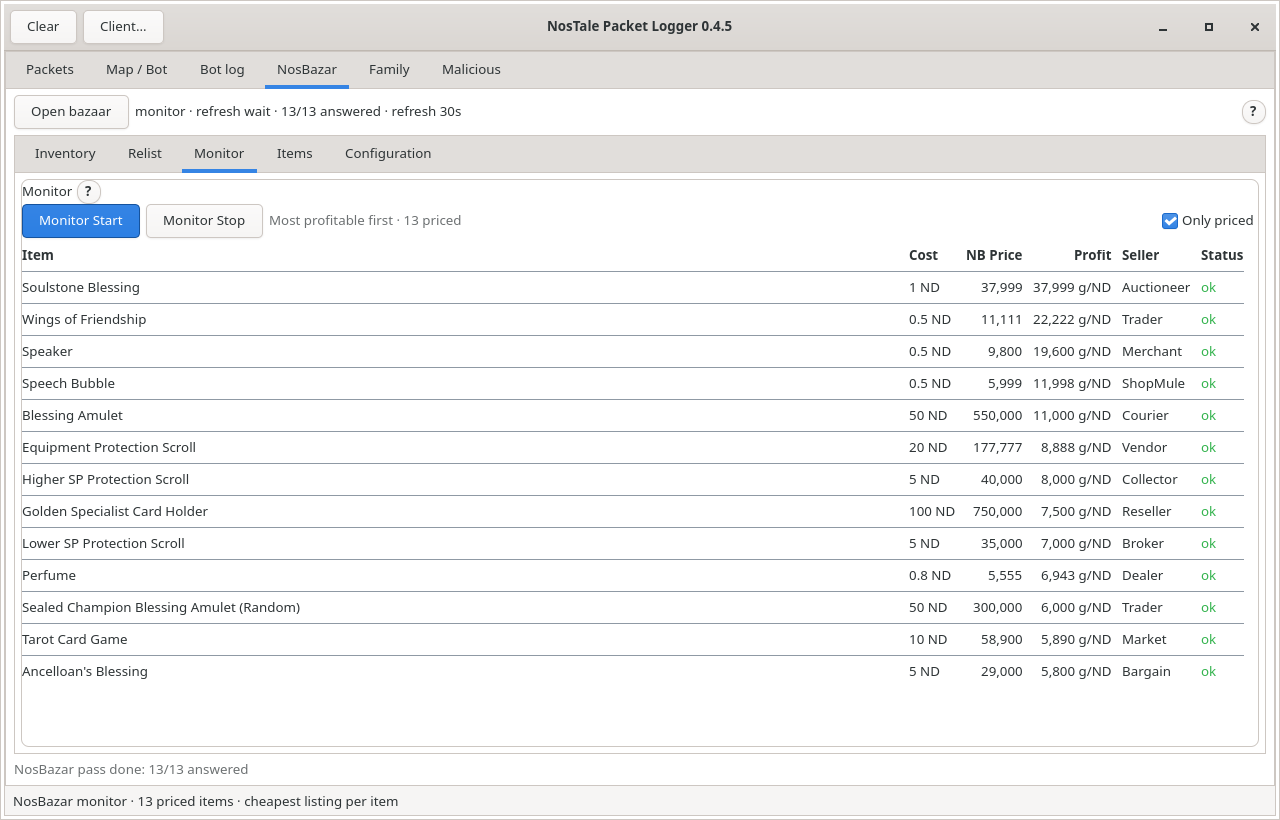 Clear Client... NosTale Packet Logger 0.4.5
Packets Map / Bot Bot log NosBazar Family Malicious
Open bazaar monitor · refresh wait · 13/13 answered · refresh 30s ?
Inventory Relist Monitor Items Configuration
Monitor ?
Monitor Start Monitor Stop Most profitable first · 13 priced Only priced
Item Cost NB Price Profit Seller Status
Soulstone Blessing 1 ND 37,999 37,999 g/ND Auctioneer ok
Wings of Friendship 0.5 ND 11,111 22,222 g/ND Trader ok
Speaker 0.5 ND 9,800 19,600 g/ND Merchant ok
Speech Bubble 0.5 ND 5,999 11,998 g/ND ShopMule ok
Blessing Amulet 50 ND 550,000 11,000 g/ND Courier ok
Equipment Protection Scroll 20 ND 177,777 8,888 g/ND Vendor ok
Higher SP Protection Scroll 5 ND 40,000 8,000 g/ND Collector ok
Golden Specialist Card Holder 100 ND 750,000 7,500 g/ND Reseller ok
Lower SP Protection Scroll 5 ND 35,000 7,000 g/ND Broker ok
Perfume 0.8 ND 5,555 6,943 g/ND Dealer ok
Sealed Champion Blessing Amulet (Random) 50 ND 300,000 6,000 g/ND Trader ok
Tarot Card Game 10 ND 58,900 5,890 g/ND Market ok
Ancelloan's Blessing 5 ND 29,000 5,800 g/ND Bargain ok
NosBazar pass done: 13/13 answered
NosBazar monitor · 13 priced items · cheapest listing per item